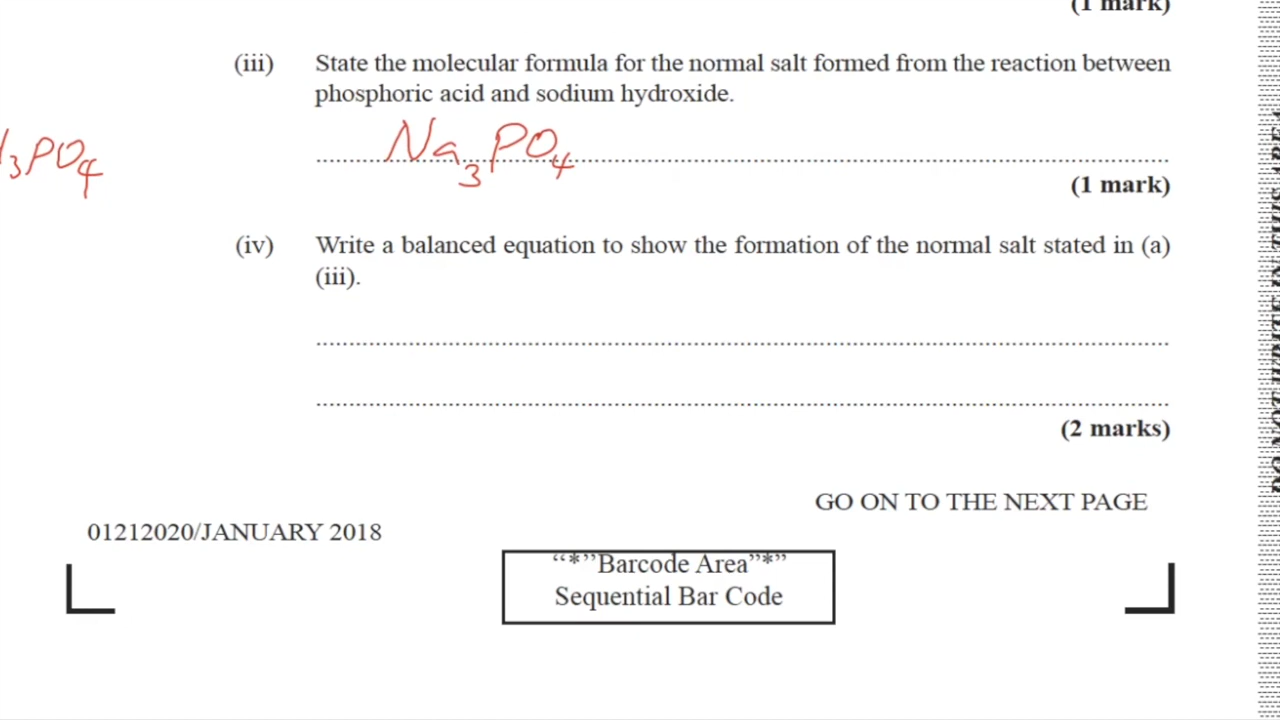 (1 mark)
(iii) State the molecular formula for the normal salt formed from the reaction between
phosphoric acid and sodium hydroxide.
Na₃PO₄
₃PO₄
(1 mark)
(iv) Write a balanced equation to show the formation of the normal salt stated in (a)
(iii).
(2 marks)
GO ON TO THE NEXT PAGE
01212020/JANUARY 2018
“*”Barcode Area”*”
Sequential Bar Code